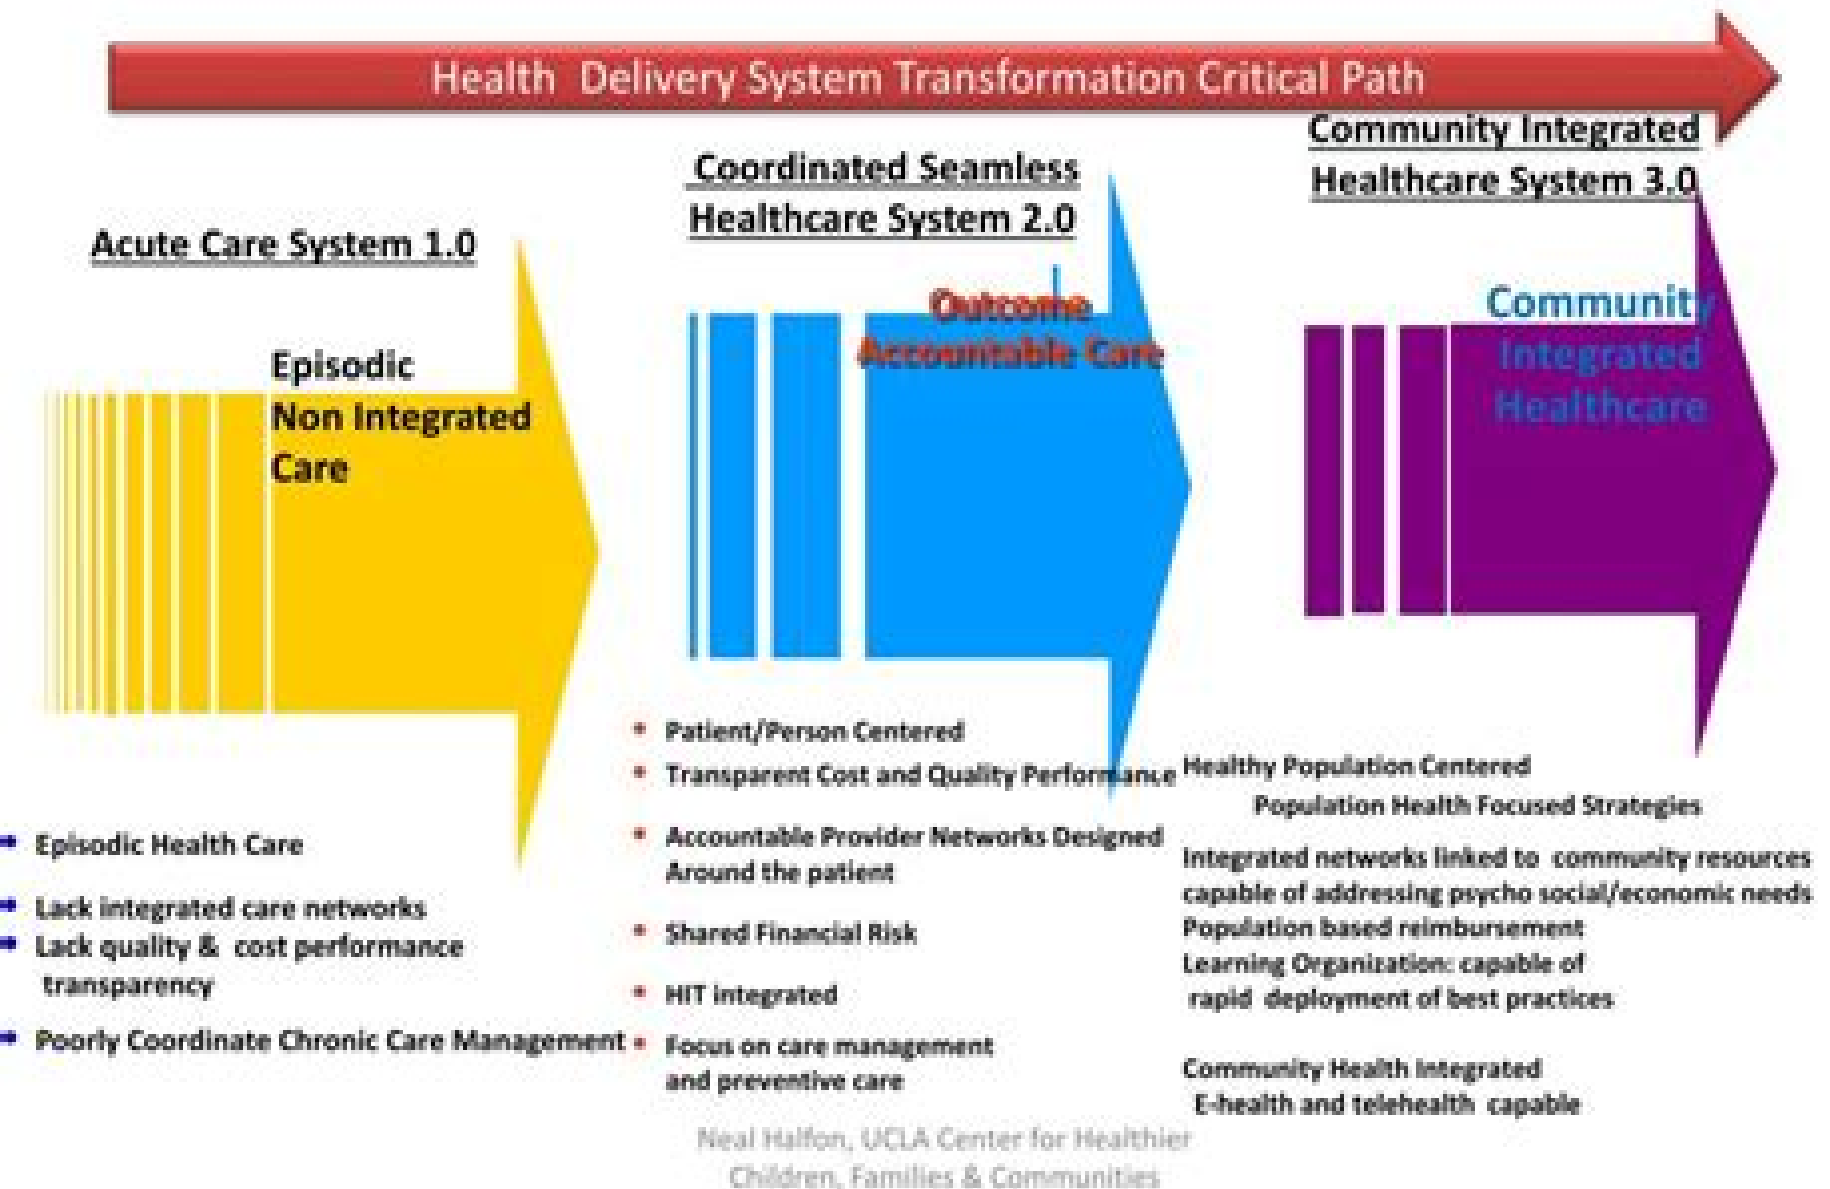 Health Delivery System Transformation Critical Path
Acute Care System 1.0
Episodic
Non Integrated
Care
Episodic Health Care
Lack integrated care networks
Lack quality & cost performance
transparency
Poorly Coordinate Chronic Care Management
Coordinated Seamless
Healthcare System 2.0
Outcome
Accountable Care
Patient/Person Centered
Transparent Cost and Quality Performance
Accountable Provider Networks Designed
Around the patient
Shared Financial Risk
HIT integrated
Focus on care management
and preventive care
Community Integrated
Healthcare System 3.0
Community
Integrated
Healthcare
Healthy Population Centered
Population Health Focused Strategies
Integrated networks linked to community resources
capable of addressing psycho social/economic needs
Population based reimbursement
Learning Organization: capable of
rapid deployment of best practices
Community Health Integrated
E-health and telehealth capable
Neal Halfon, UCLA Center for Healthier
Children, Families & Communities